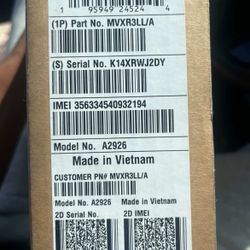 1 95949 24524 4
(1P) Part No. MVXR3LL/A
(S) Serial No. K14XRWJ2DY
IMEI 356334540932194
Model No. A2926
Made in Vietnam
CUSTOMER PN# MVXR3LL/A
Model No. A2926 Made in Vietnam
2D Serial No. 2D IMEI